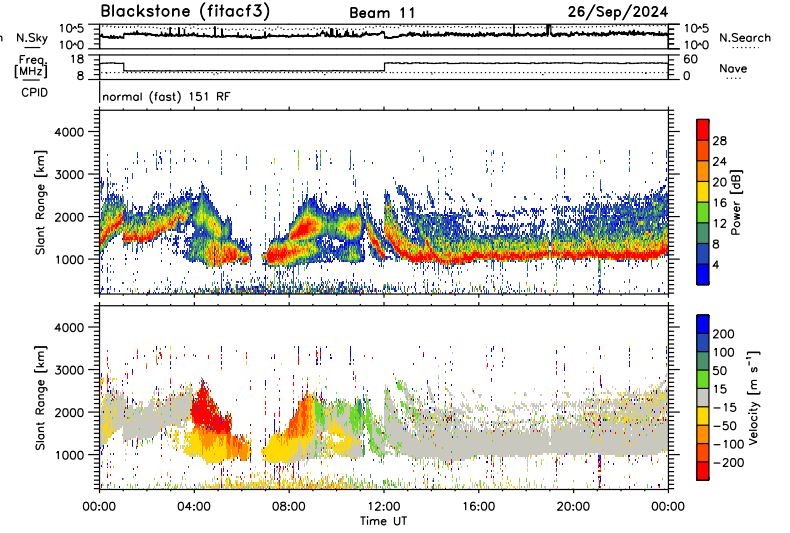 Blackstone (fitacf3)
Beam 11
26/Sep/2024
n
N.Sky
10^5
10^0
10^5
10^0
N.Search
Freq.
[MHz]
18
8
60
0
Nave
CPID
normal (fast) 151 RF
4000
3000
2000
1000
Slant Range [km]
28
24
20
16
12
8
4
Power [dB]
4000
3000
2000
1000
Slant Range [km]
200
100
50
15
-15
-50
-100
-200
Velocity [m s⁻¹]
00:00
04:00
08:00
12:00
16:00
20:00
00:00
Time UT